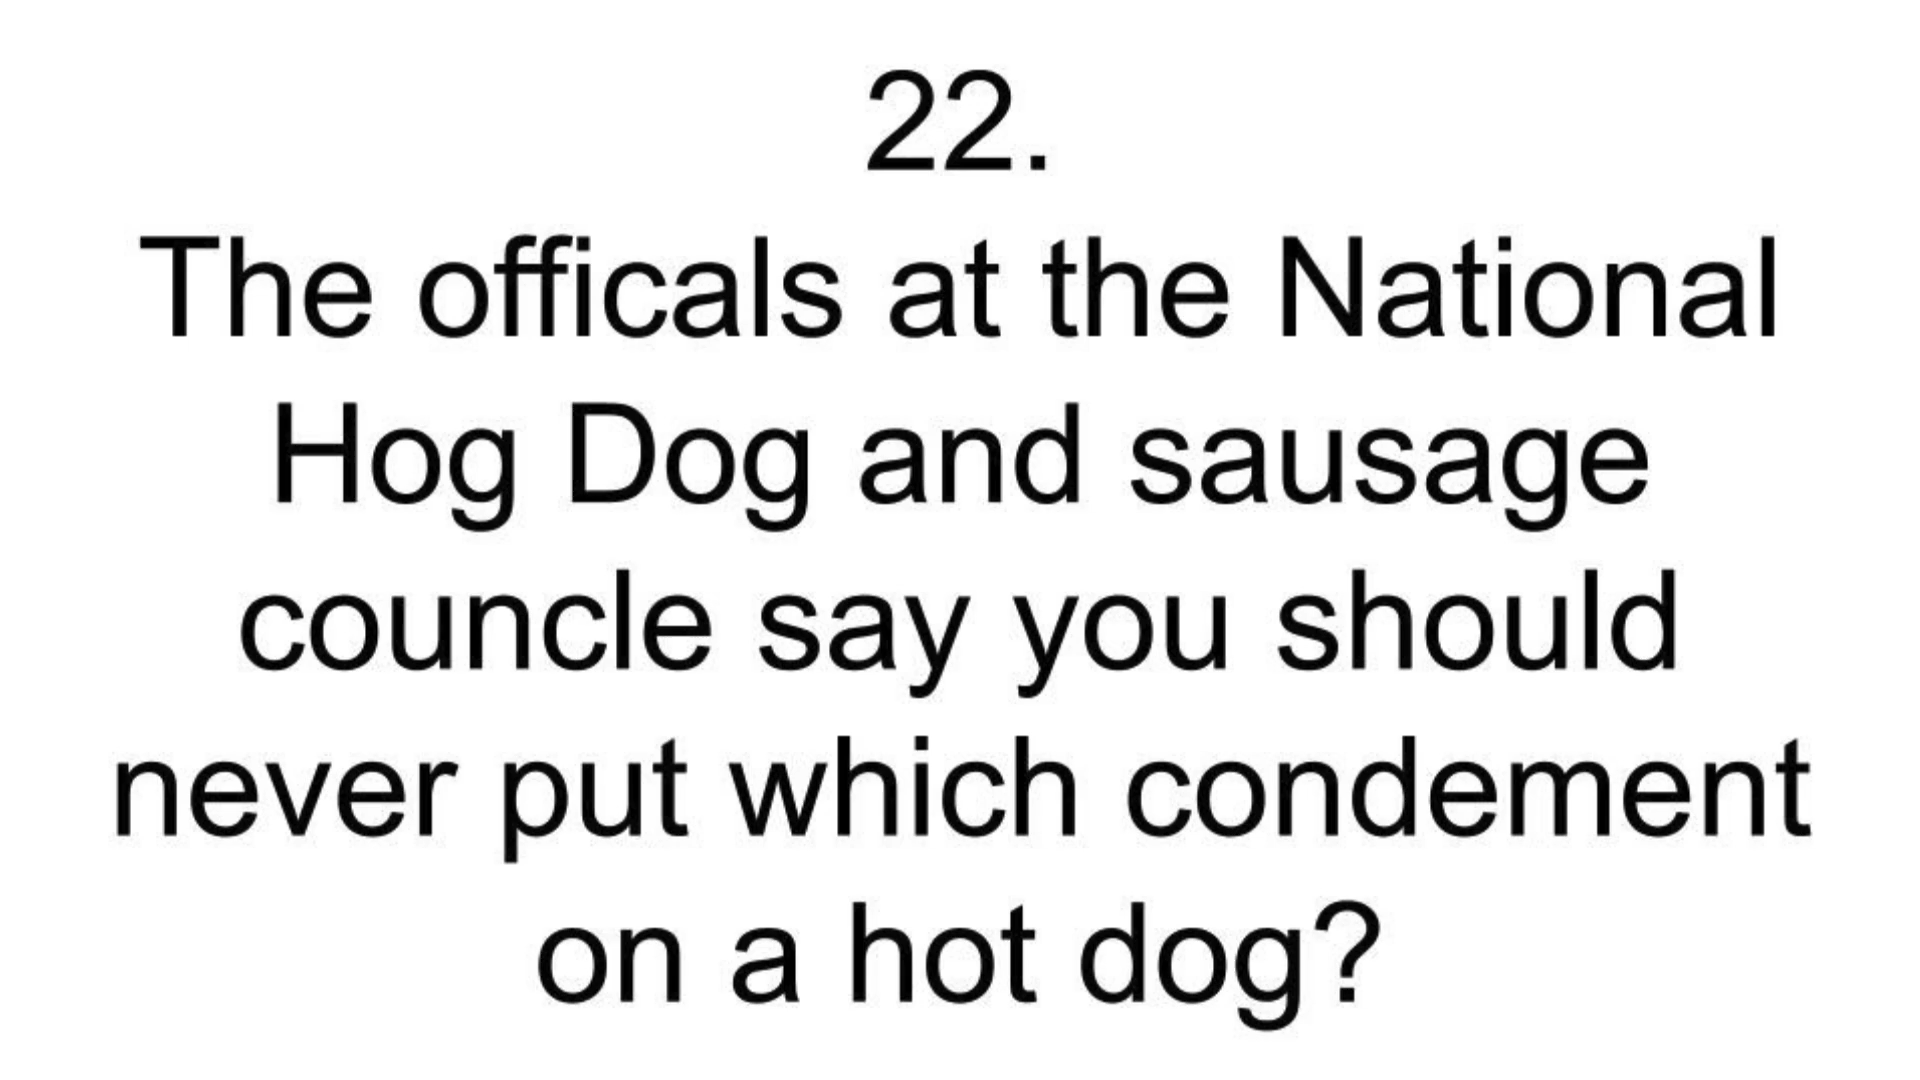 22.
The officals at the National
Hog Dog and sausage
councle say you should
never put which condement
on a hot dog?